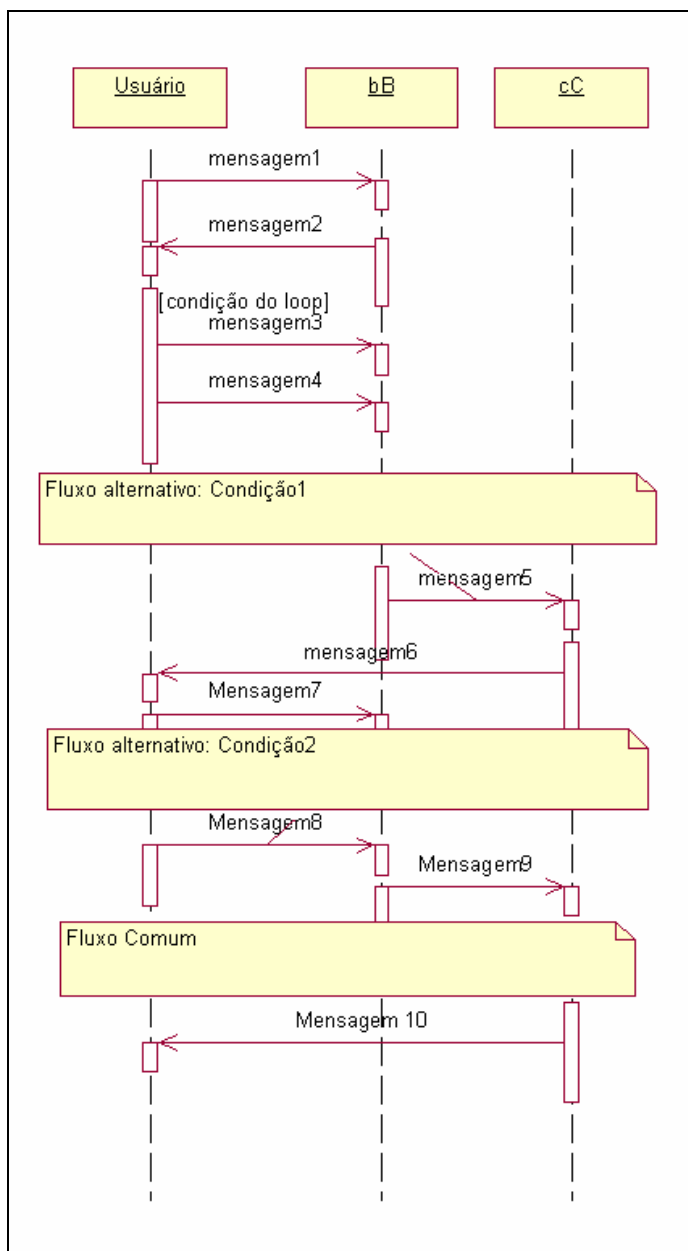 Usuário
bB
cC
mensagem1
mensagem2
[condição do loop]
mensagem3
mensagem4
Fluxo alternativo: Condição1
mensagem5
mensagem6
Mensagem7
Fluxo alternativo: Condição2
Mensagem8
Mensagem9
Fluxo Comum
Mensagem 10